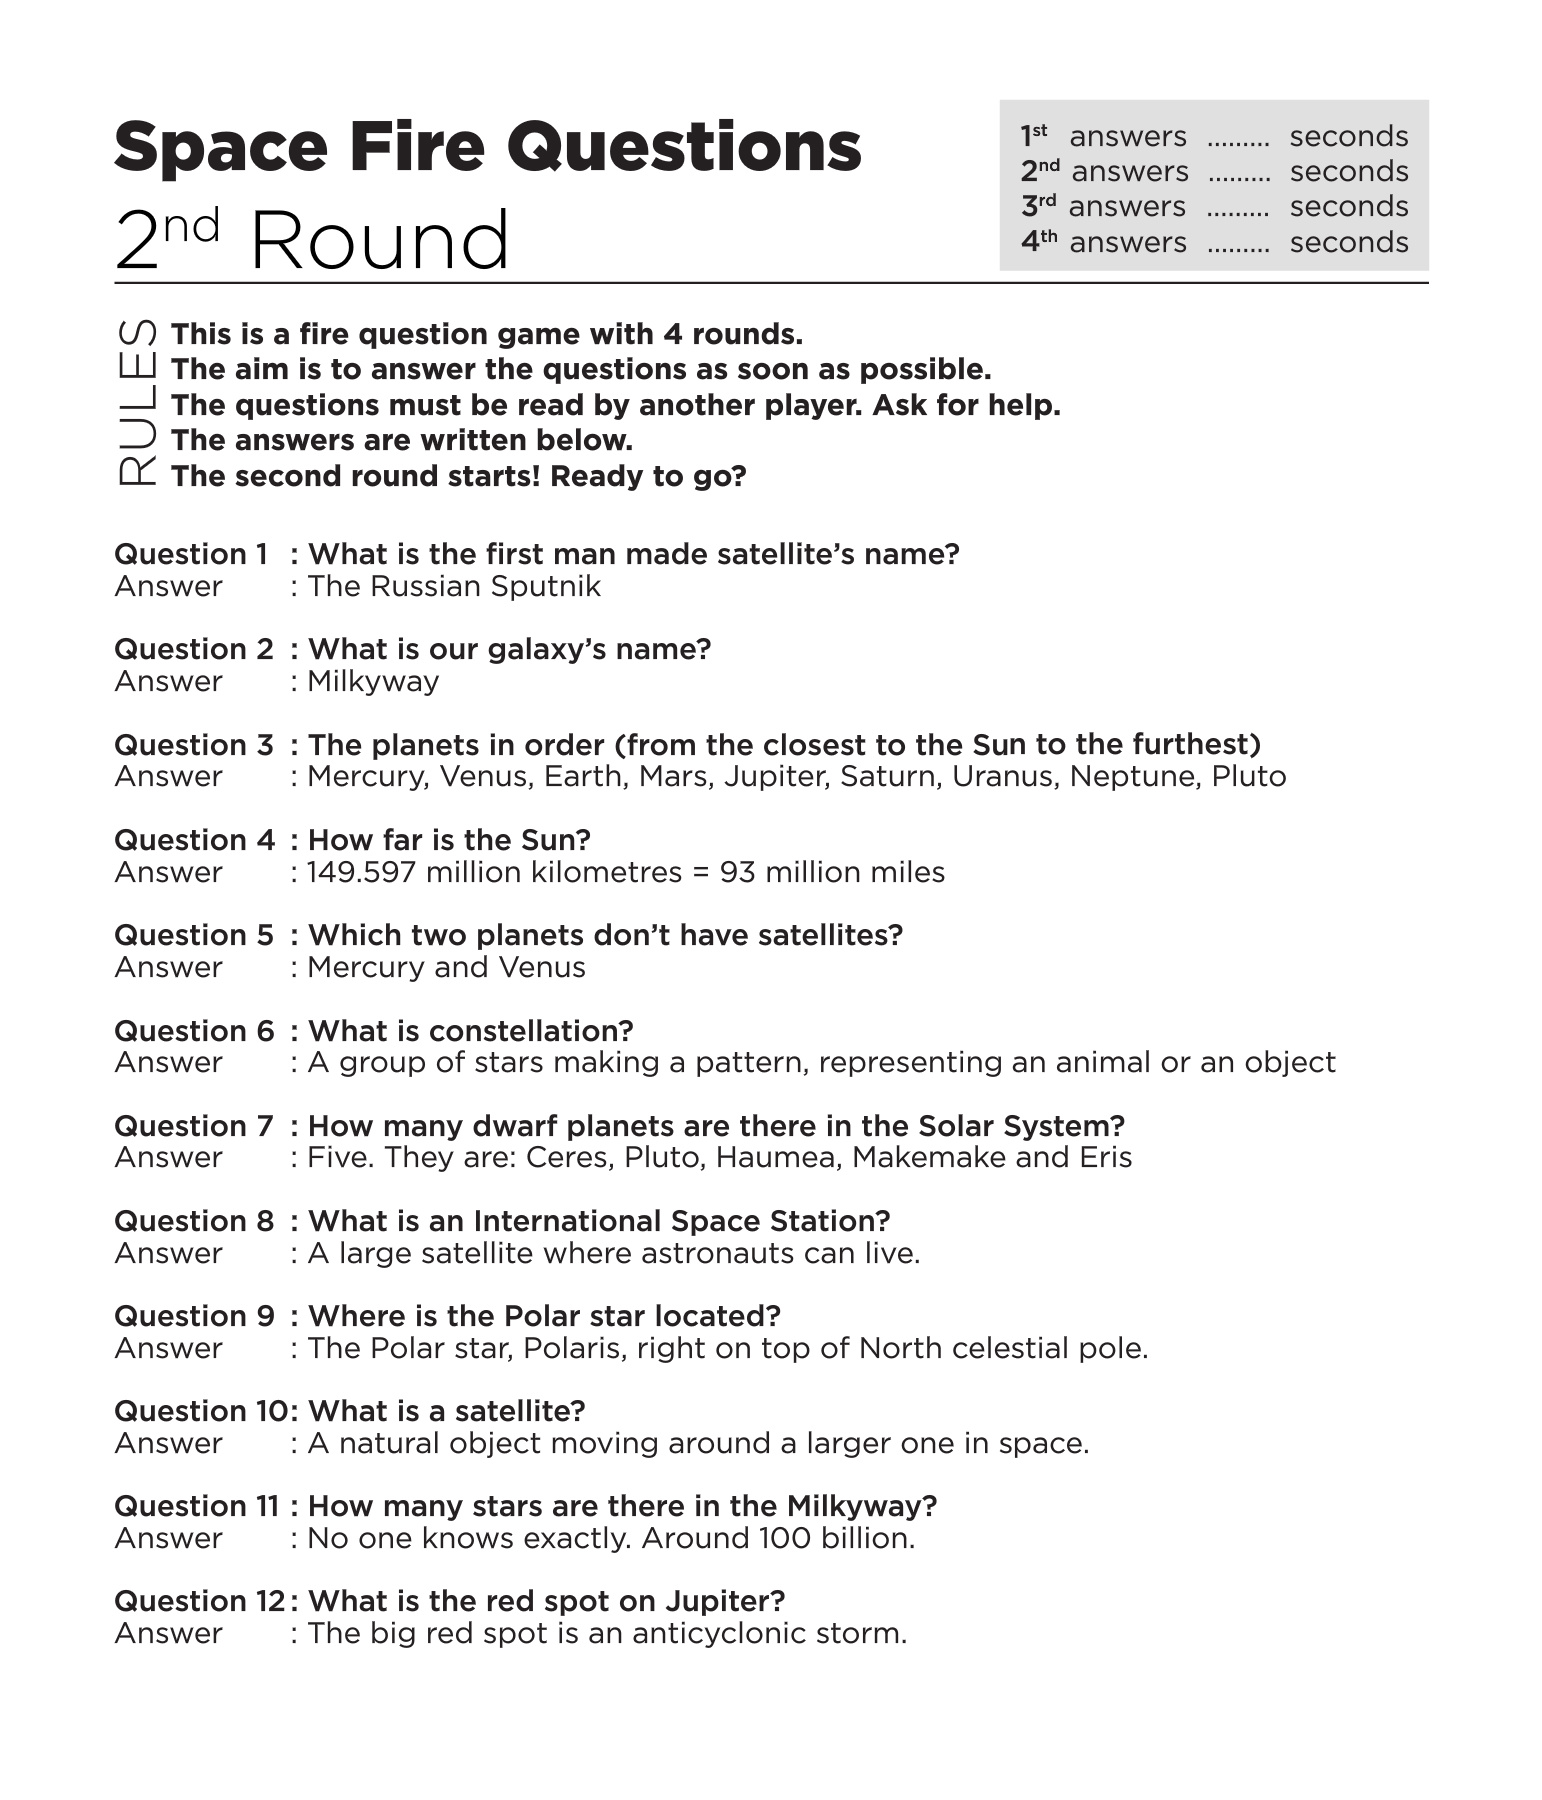 Space Fire Questions
2nd Round
1st answers ......... seconds
2nd answers ......... seconds
3rd answers ......... seconds
4th answers ......... seconds
RULES
This is a fire question game with 4 rounds.
The aim is to answer the questions as soon as possible.
The questions must be read by another player. Ask for help.
The answers are written below.
The second round starts! Ready to go?
Question 1 : What is the first man made satellite’s name?
Answer : The Russian Sputnik
Question 2 : What is our galaxy’s name?
Answer : Milkyway
Question 3 : The planets in order (from the closest to the Sun to the furthest)
Answer : Mercury, Venus, Earth, Mars, Jupiter, Saturn, Uranus, Neptune, Pluto
Question 4 : How far is the Sun?
Answer : 149.597 million kilometres = 93 million miles
Question 5 : Which two planets don’t have satellites?
Answer : Mercury and Venus
Question 6 : What is constellation?
Answer : A group of stars making a pattern, representing an animal or an object
Question 7 : How many dwarf planets are there in the Solar System?
Answer : Five. They are: Ceres, Pluto, Haumea, Makemake and Eris
Question 8 : What is an International Space Station?
Answer : A large satellite where astronauts can live.
Question 9 : Where is the Polar star located?
Answer : The Polar star, Polaris, right on top of North celestial pole.
Question 10: What is a satellite?
Answer : A natural object moving around a larger one in space.
Question 11 : How many stars are there in the Milkyway?
Answer : No one knows exactly. Around 100 billion.
Question 12: What is the red spot on Jupiter?
Answer : The big red spot is an anticyclonic storm.